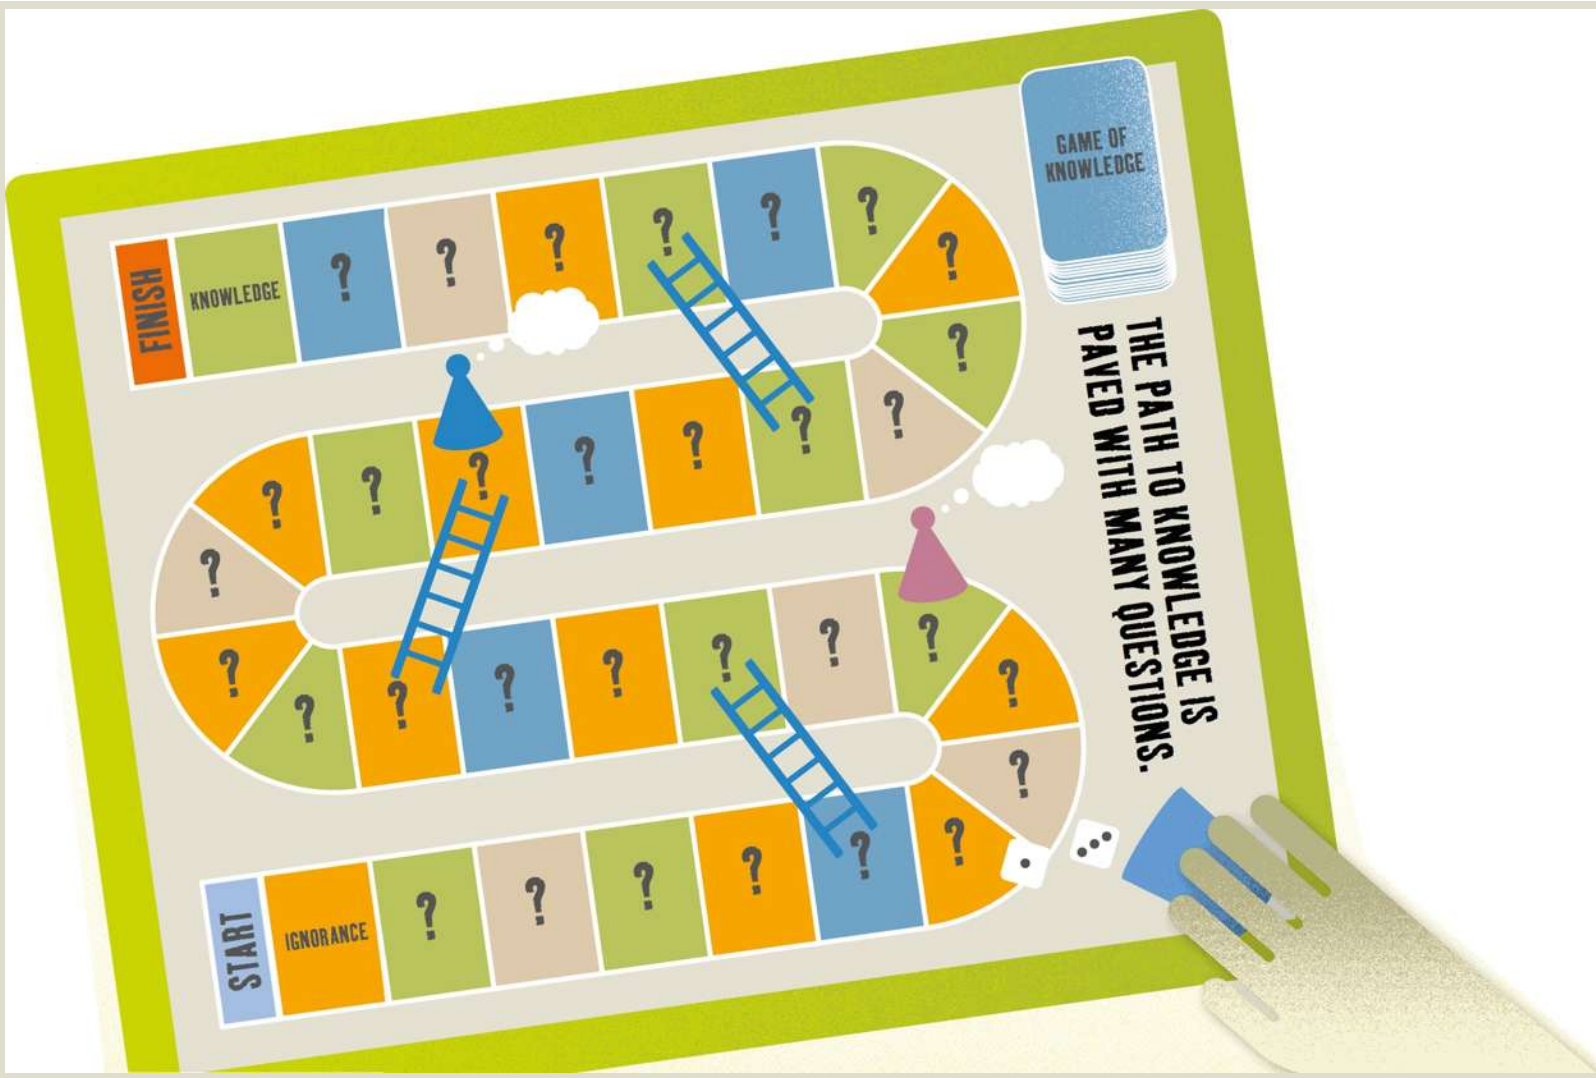 GAME OF
KNOWLEDGE
FINISH
KNOWLEDGE
? ? ? ? ? ?
?
?
? ? ? ? ? ? ?
?
? ?
? ? ? ? ? ?
?
?
?
START
IGNORANCE
? ? ? ? ?
THE PATH TO KNOWLEDGE IS
PAVED WITH MANY QUESTIONS.